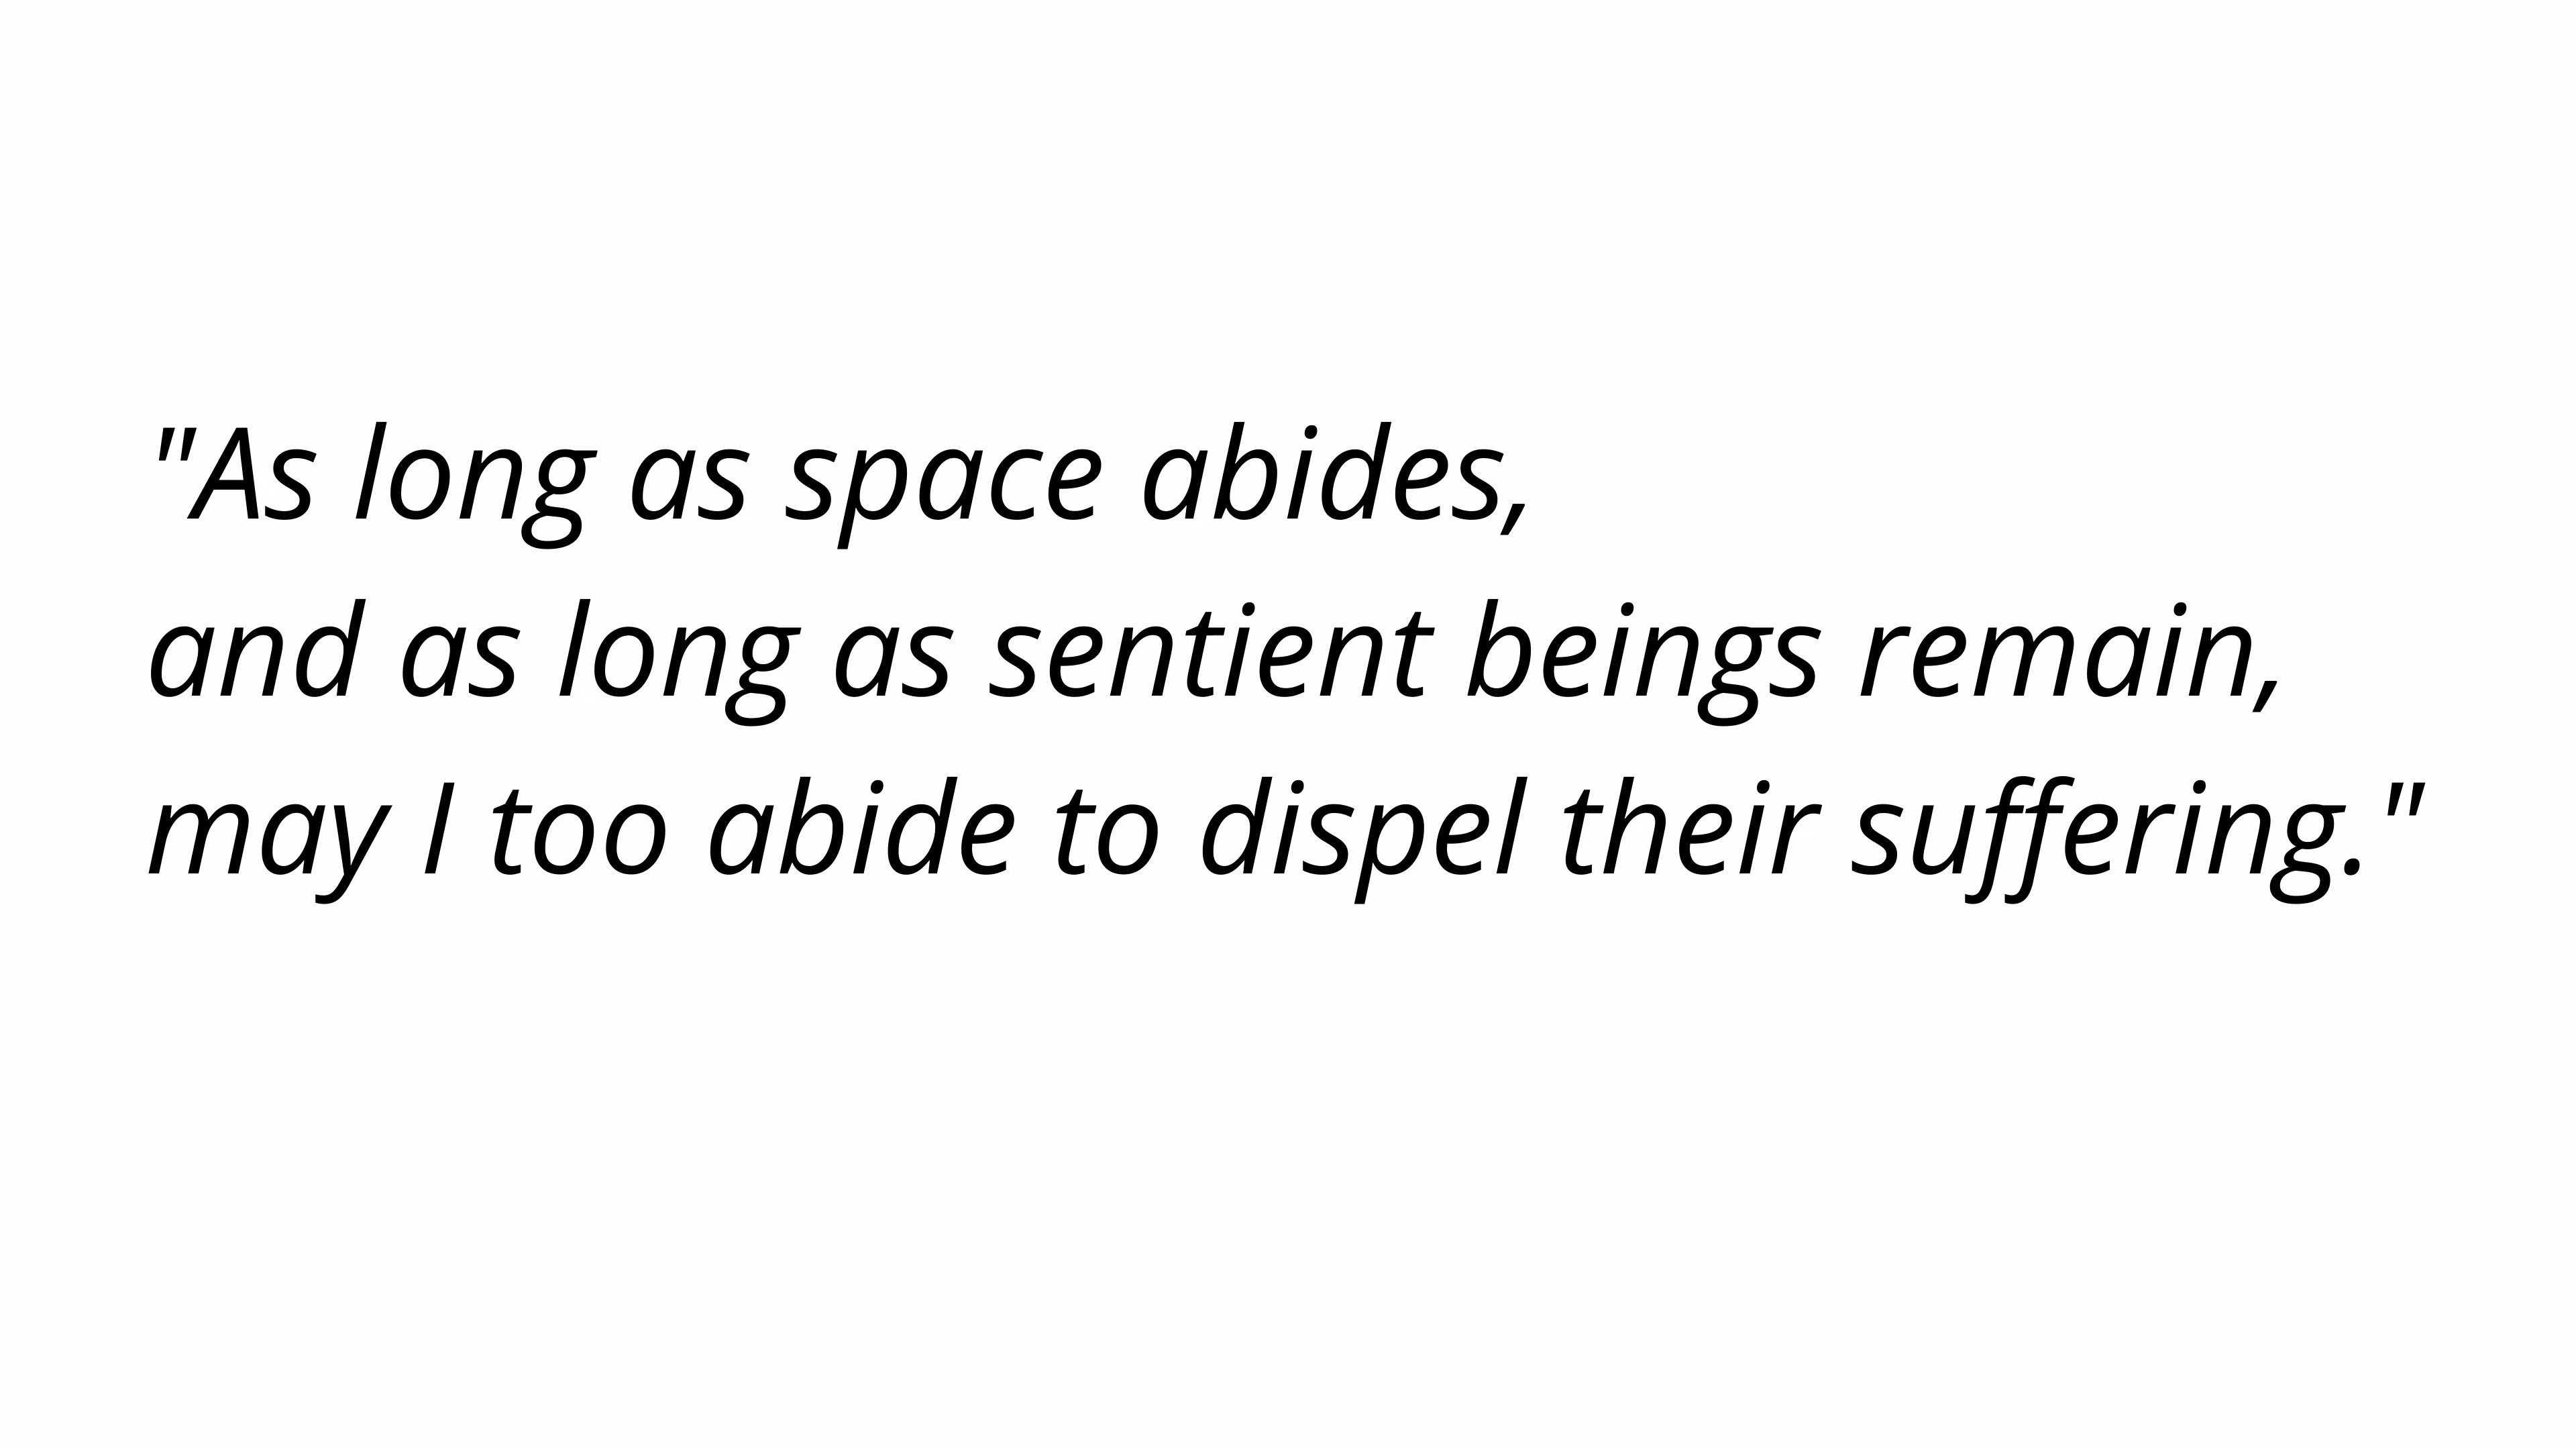 "As long as space abides,
and as long as sentient beings remain,
may I too abide to dispel their suffering."